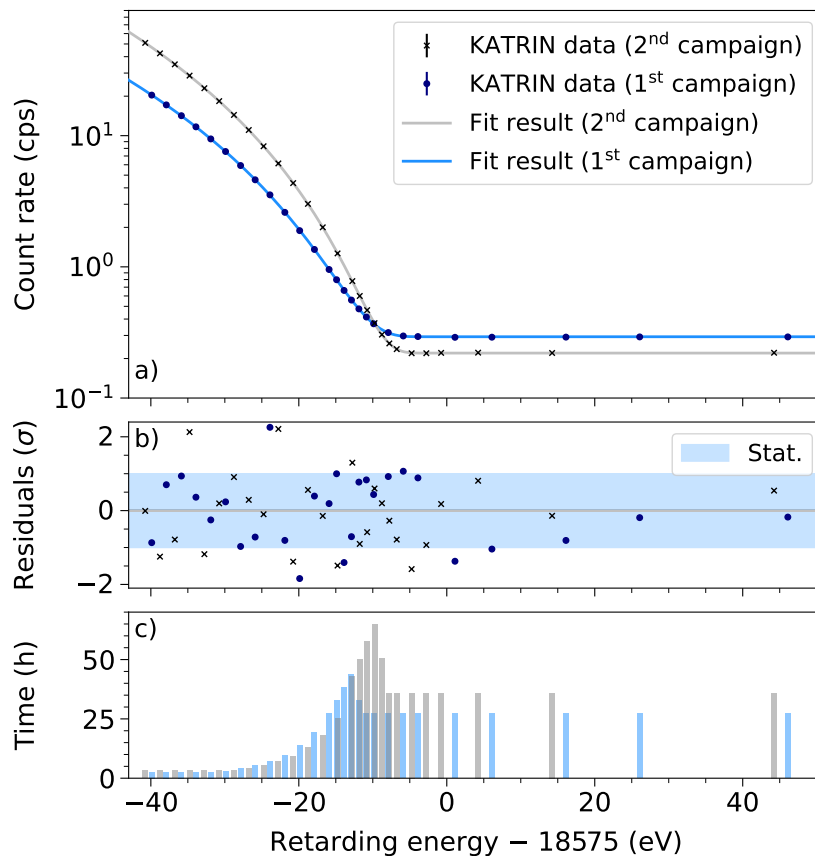 KATRIN data (2nd campaign)
KATRIN data (1st campaign)
Fit result (2nd campaign)
Fit result (1st campaign)
10^1
10^0
10^−1
Count rate (cps)
a)
b)
Stat.
2
0
−2
Residuals (σ)
c)
50
25
0
Time (h)
−40 −20 0 20 40
Retarding energy − 18575 (eV)